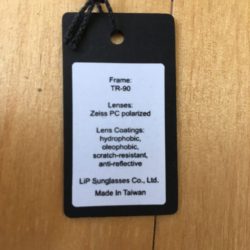 Frame:
TR-90
Lenses:
Zeiss PC polarized
Lens Coatings:
hydrophobic,
oleophobic,
scratch-resistant,
anti-reflective
LiP Sunglasses Co., Ltd.
Made In Taiwan